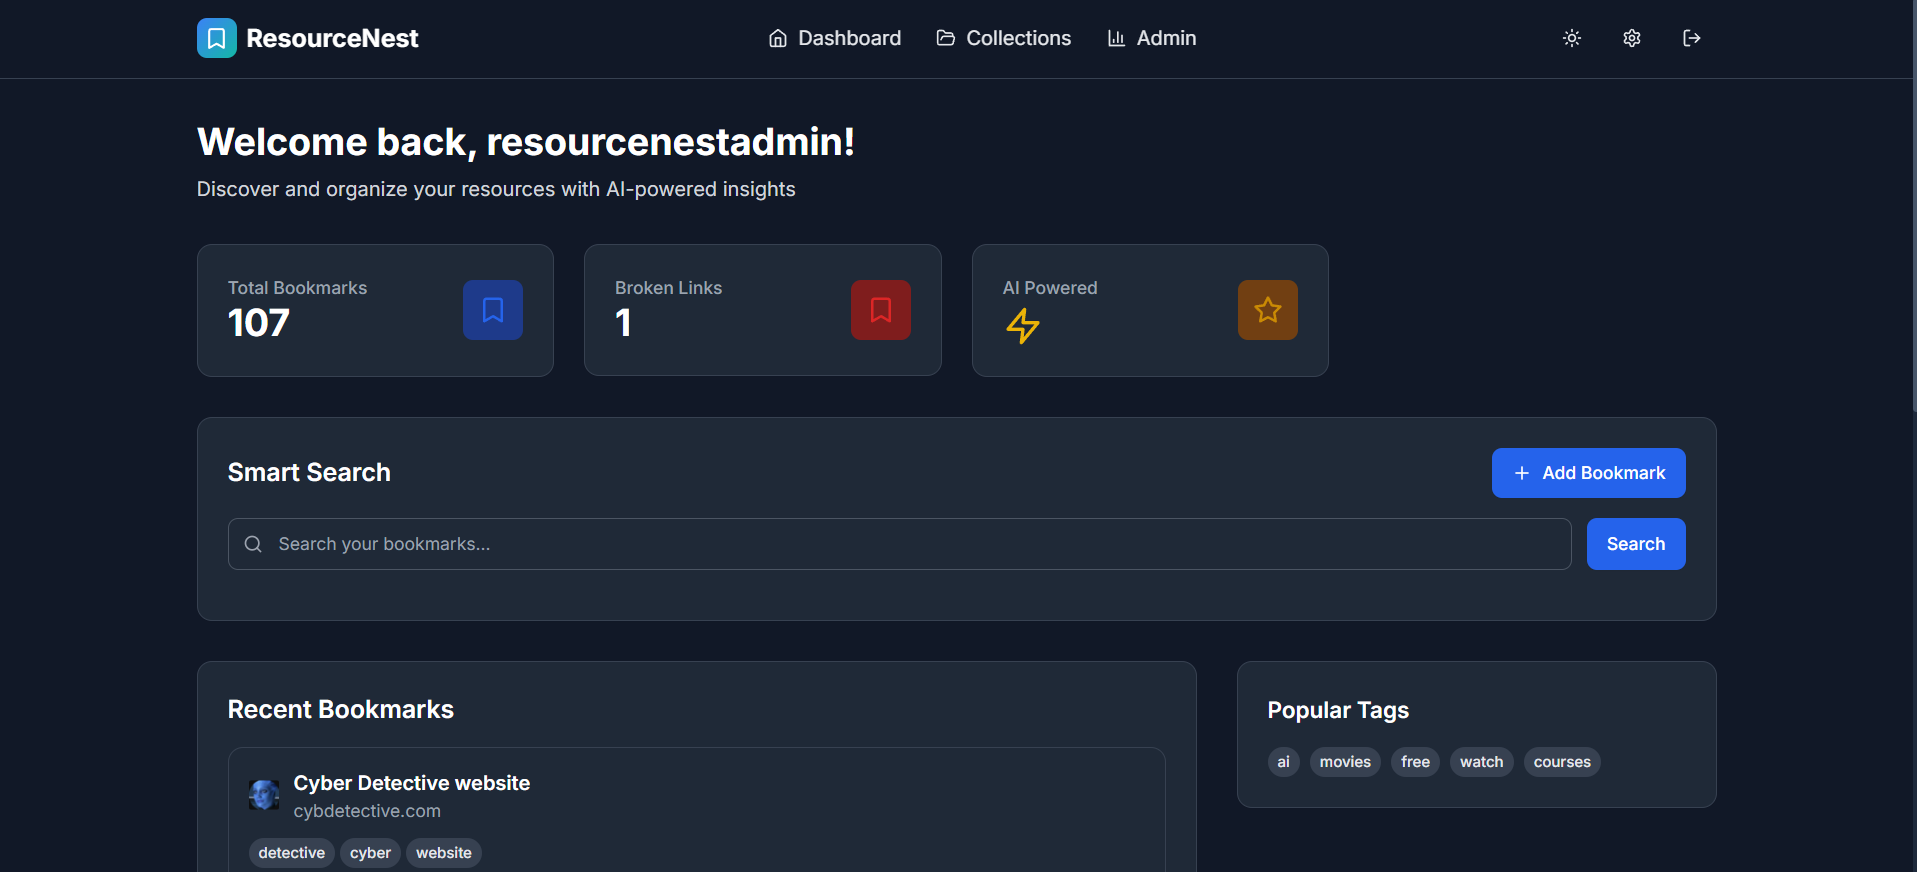 ResourceNest
Dashboard Collections Admin
Welcome back, resourcenestadmin!
Discover and organize your resources with AI-powered insights
Total Bookmarks
107
Broken Links
1
AI Powered
Smart Search
Add Bookmark
Search your bookmarks...
Search
Recent Bookmarks
Cyber Detective website
cybdetective.com
detective cyber website
Popular Tags
ai movies free watch courses